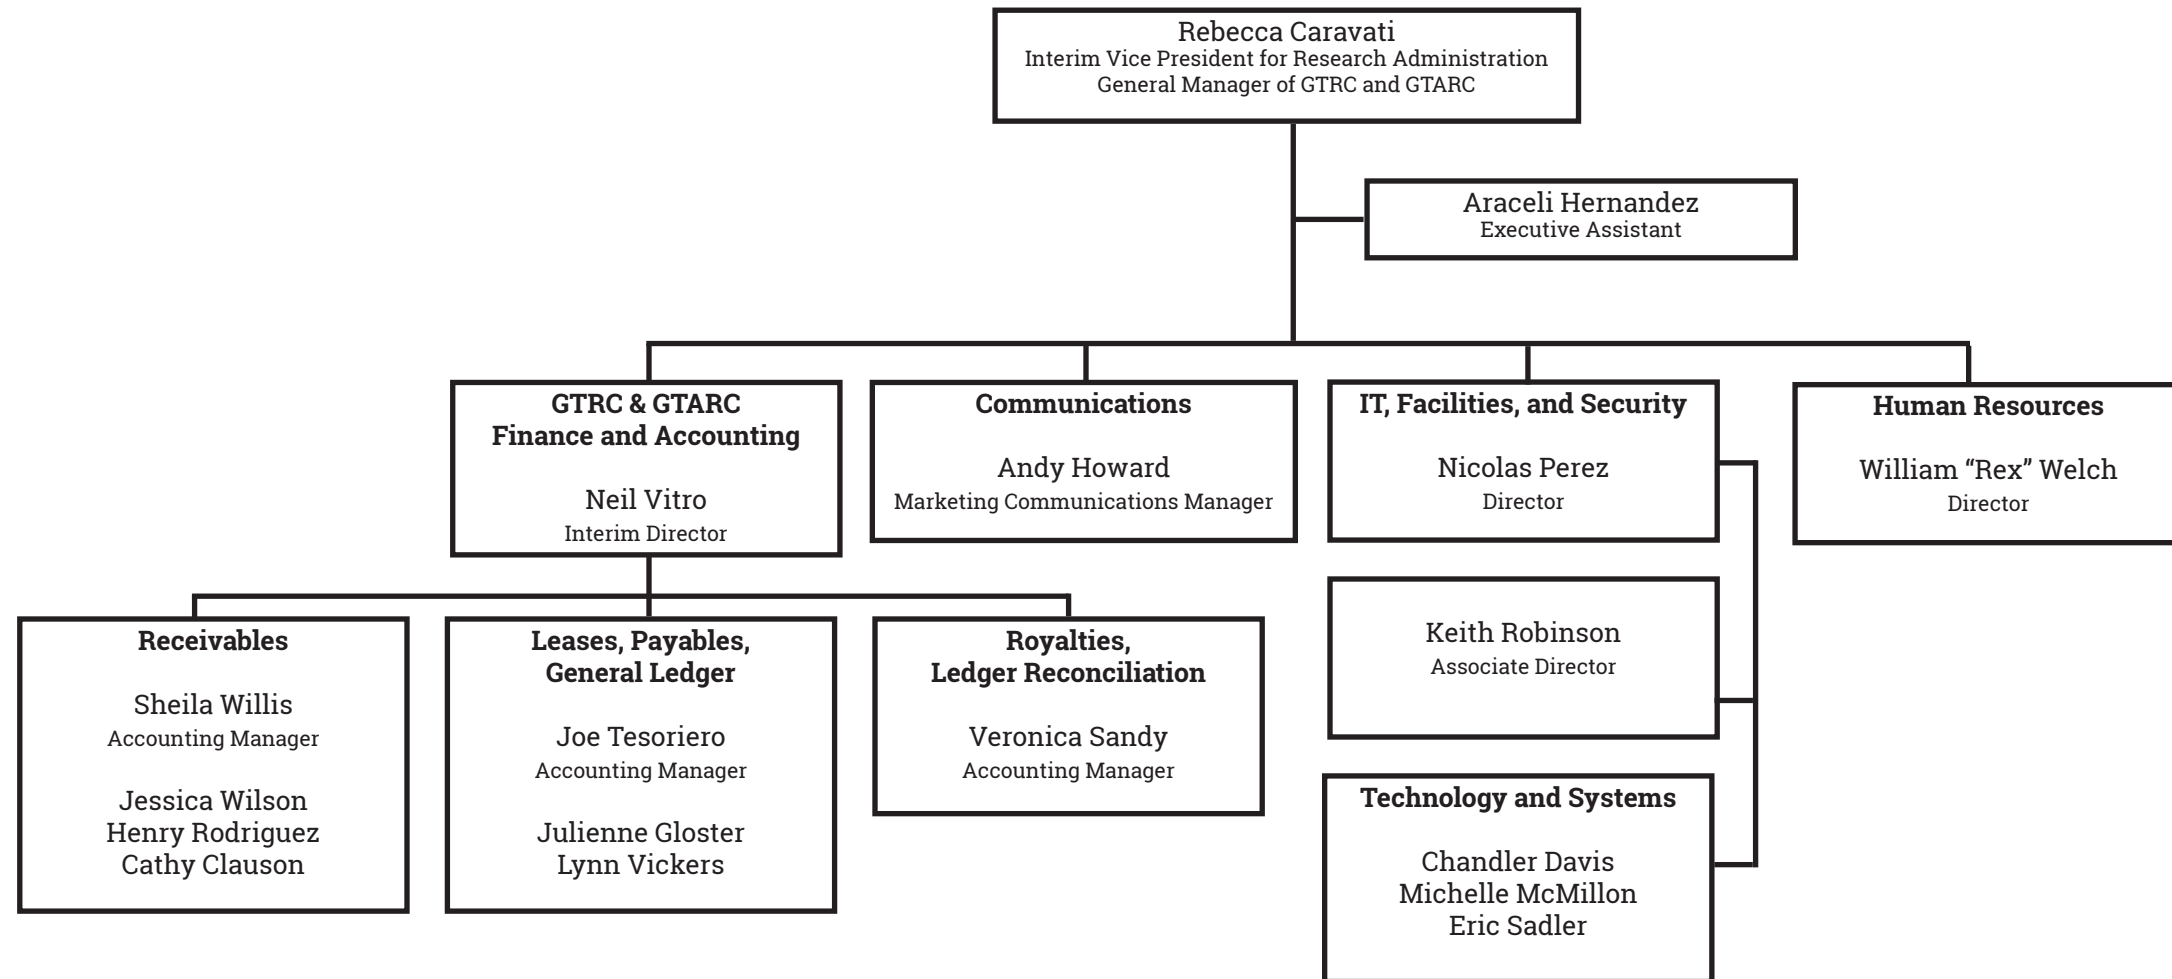 Rebecca Caravati
Interim Vice President for Research Administration
General Manager of GTRC and GTARC
Araceli Hernandez
Executive Assistant
GTRC & GTARC
Finance and Accounting
Neil Vitro
Interim Director
Communications
Andy Howard
Marketing Communications Manager
IT, Facilities, and Security
Nicolas Perez
Director
Human Resources
William “Rex” Welch
Director
Keith Robinson
Associate Director
Receivables
Sheila Willis
Accounting Manager
Jessica Wilson
Henry Rodriguez
Cathy Clauson
Leases, Payables,
General Ledger
Joe Tesoriero
Accounting Manager
Julienne Gloster
Lynn Vickers
Royalties,
Ledger Reconciliation
Veronica Sandy
Accounting Manager
Technology and Systems
Chandler Davis
Michelle McMillon
Eric Sadler